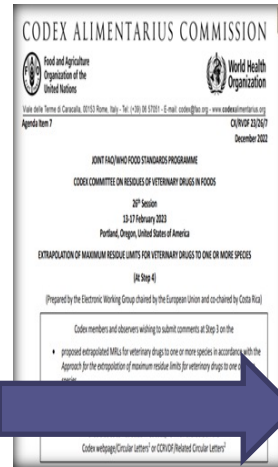 CODEX ALIMENTARIUS COMMISSION
Food and Agriculture
Organization of the
United Nations
World Health
Organization
Viale delle Terme di Caracalla, 00153 Rome, Italy - Tel: (+39) 06 57051 - E-mail: codex@fao.org - www.codexalimentarius.org
Agenda Item 7
CX/RVDF 23/26/7
December 2022
JOINT FAO/WHO FOOD STANDARDS PROGRAMME
CODEX COMMITTEE ON RESIDUES OF VETERINARY DRUGS IN FOODS
26th Session
13-17 February 2023
Portland, Oregon, United States of America
EXTRAPOLATION OF MAXIMUM RESIDUE LIMITS FOR VETERINARY DRUGS TO ONE OR MORE SPECIES
(At Step 4)
(Prepared by the Electronic Working Group chaired by the European Union and co-chaired by Costa Rica)
Codex members and observers wishing to submit comments at Step 3 on the
• proposed extrapolated MRLs for veterinary drugs to one or more species in accordance with the
Approach for the extrapolation of maximum residue limits for veterinary drugs to one
species
Codex webpage/Circular Letters1 or CCRVDF/Related Circular Letters2